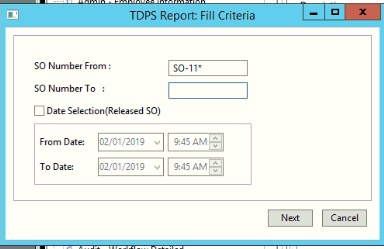 Admin - Employee Information
TDPS Report: Fill Criteria
SO Number From :
SO-11*
SO Number To :
Date Selection(Released SO)
From Date:
02/01/2019
9:45 AM
To Date:
02/01/2019
9:45 AM
Next
Cancel
Audit - Workflow Detailed